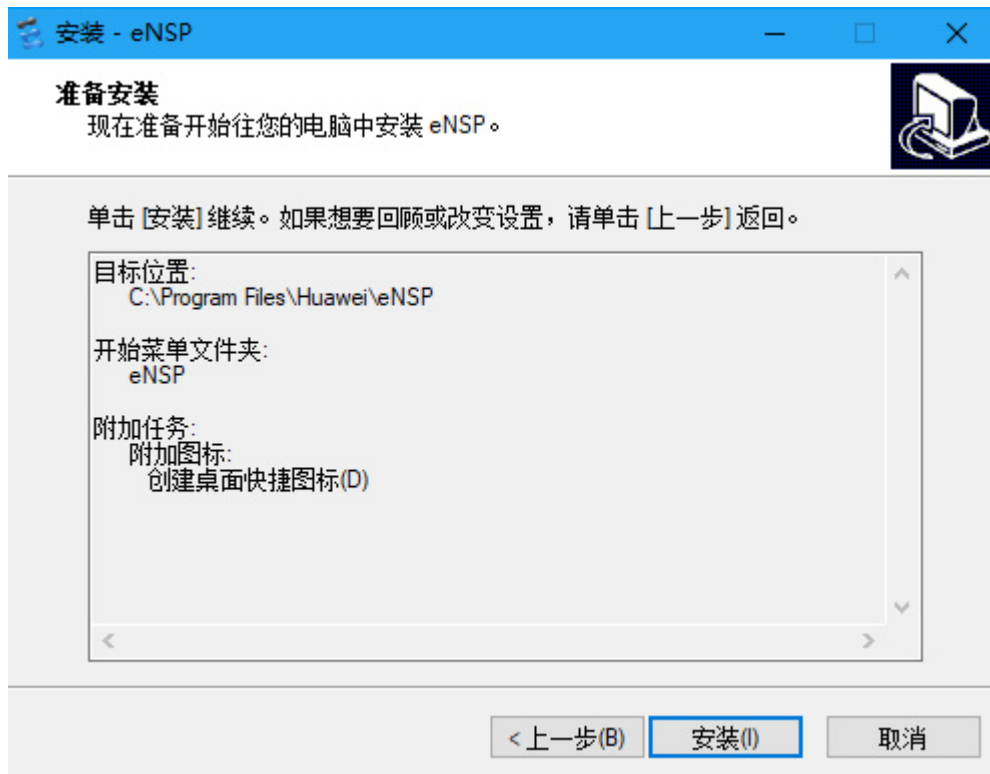 安装 - eNSP
准备安装
现在准备开始往您的电脑中安装 eNSP。
单击 [安装] 继续。如果想要回顾或改变设置，请单击 [上一步] 返回。
目标位置:
C:\Program Files\Huawei\eNSP
开始菜单文件夹:
eNSP
附加任务:
附加图标:
创建桌面快捷图标(D)
< 上一步(B)
安装(I)
取消